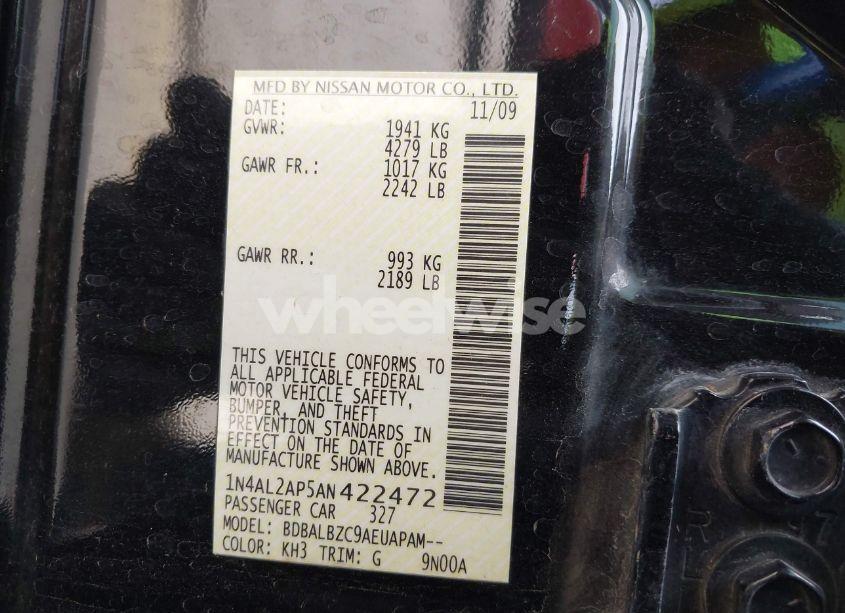 MFD BY NISSAN MOTOR CO., LTD.
DATE: 11/09
GVWR: 1941 KG
4279 LB
GAWR FR.: 1017 KG
2242 LB
GAWR RR.: 993 KG
2189 LB
wheelwise
THIS VEHICLE CONFORMS TO
ALL APPLICABLE FEDERAL
MOTOR VEHICLE SAFETY,
BUMPER, AND THEFT
PREVENTION STANDARDS IN
EFFECT ON THE DATE OF
MANUFACTURE SHOWN ABOVE.
1N4AL2AP5AN422472
PASSENGER CAR 327
MODEL: BDBALBZC9AEUAPAM--
COLOR: KH3 TRIM: G 9N00A